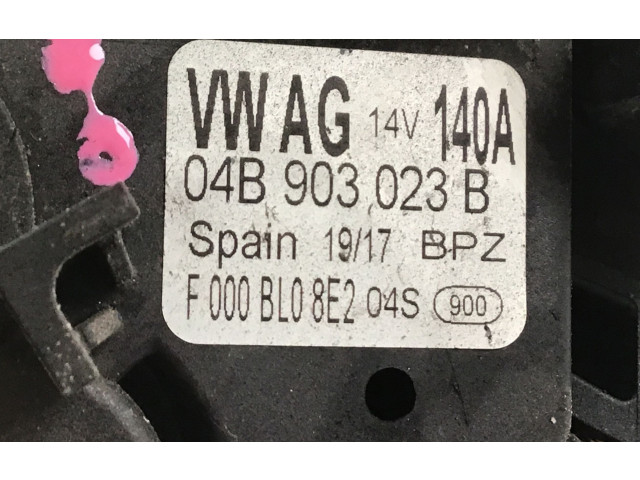 VW AG 14V 140A
04B 903 023 B
Spain 19/17 BPZ
F 000 BL0 8E2 04S 900